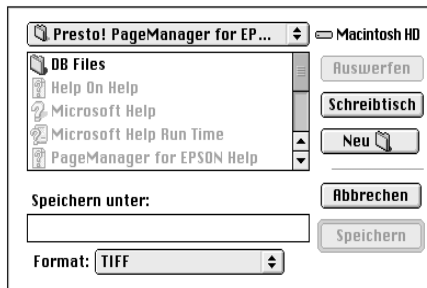 Presto! PageManager for EP...
Macintosh HD
DB Files
Help On Help
Microsoft Help
Microsoft Help Run Time
PageManager for EPSON Help
Auswerfen
Schreibtisch
Neu
Speichern unter:
Abbrechen
Speichern
Format: TIFF